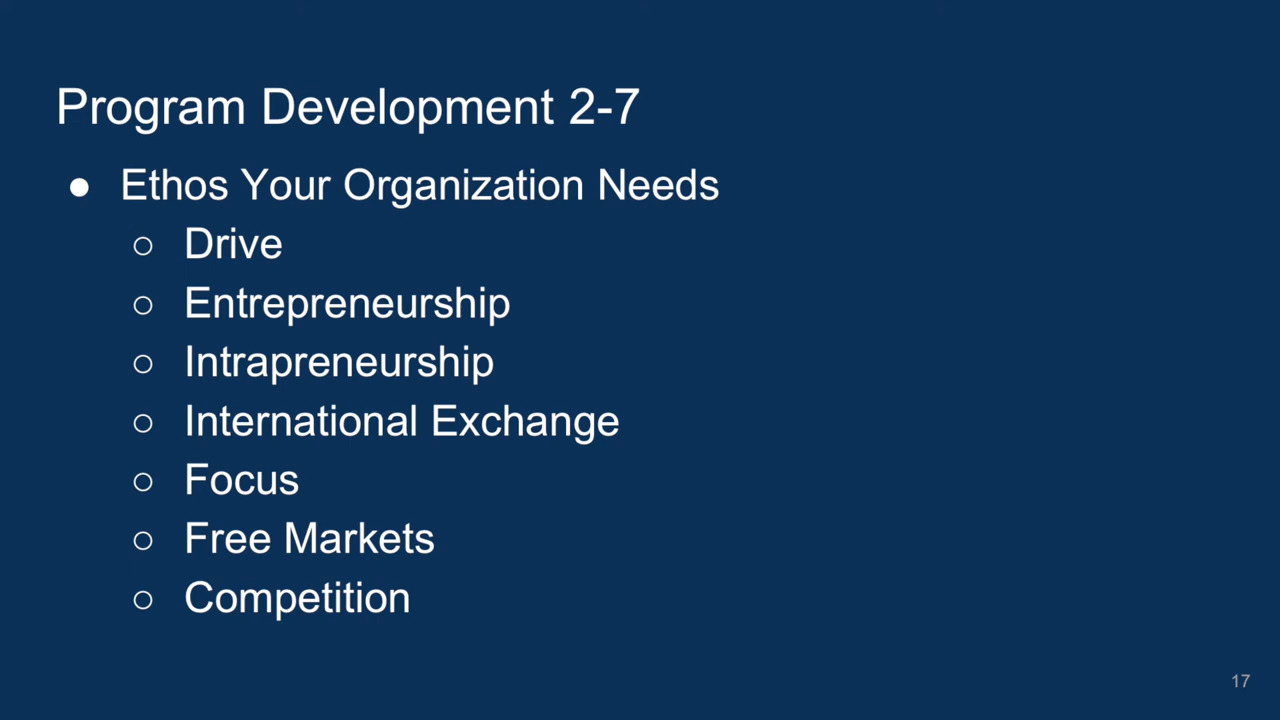 Program Development 2-7
● Ethos Your Organization Needs
○ Drive
○ Entrepreneurship
○ Intrapreneurship
○ International Exchange
○ Focus
○ Free Markets
○ Competition
17